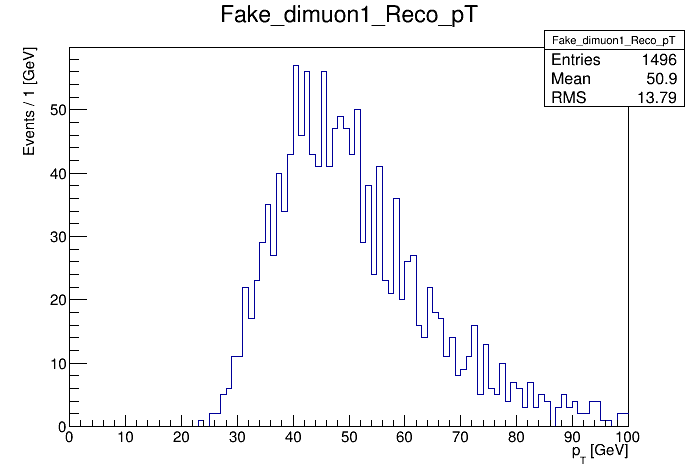 Fake_dimuon1_Reco_pT
Fake_dimuon1_Reco_pT
Entries 1496
Mean 50.9
RMS 13.79
Events / 1 [GeV]
50
40
30
20
10
0
0 10 20 30 40 50 60 70 80 90 100
p_T [GeV]